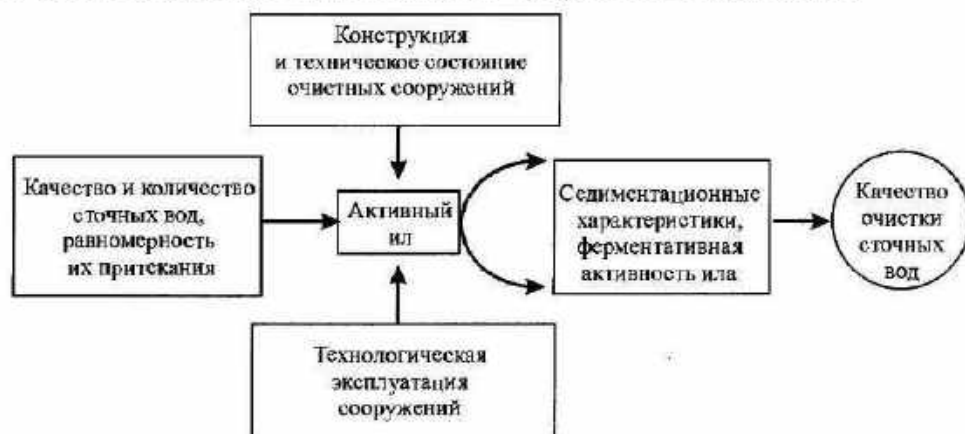 Конструкция
и техническое состояние
очистных сооружений
Качество и количество
сточных вод,
равномерность
их притекания
Активный
ил
Седиментационные
характеристики,
ферментативная
активность ила
Качество
очистки
сточных
вод
Технологическая
эксплуатация
сооружений